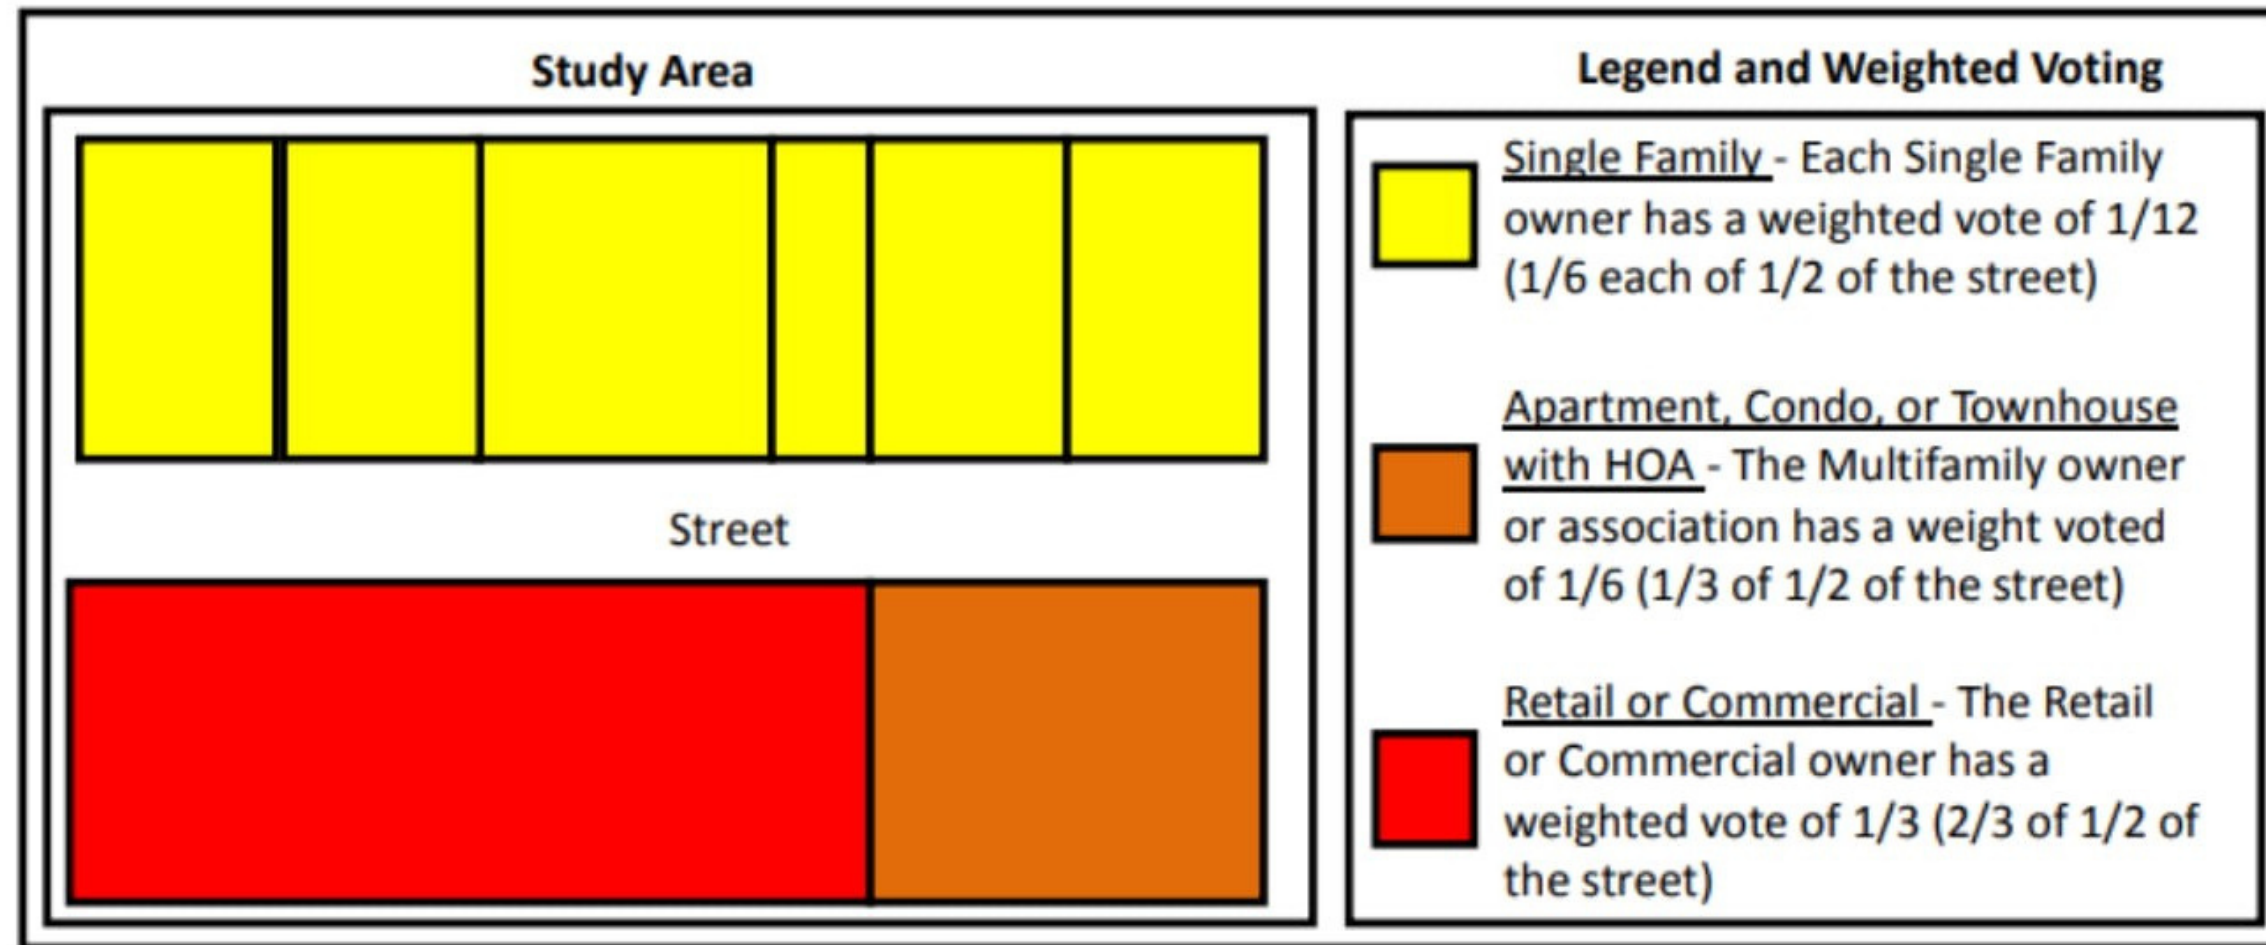 Study Area
Street
Legend and Weighted Voting
Single Family - Each Single Family
owner has a weighted vote of 1/12
(1/6 each of 1/2 of the street)
Apartment, Condo, or Townhouse
with HOA - The Multifamily owner
or association has a weight voted
of 1/6 (1/3 of 1/2 of the street)
Retail or Commercial - The Retail
or Commercial owner has a
weighted vote of 1/3 (2/3 of 1/2 of
the street)